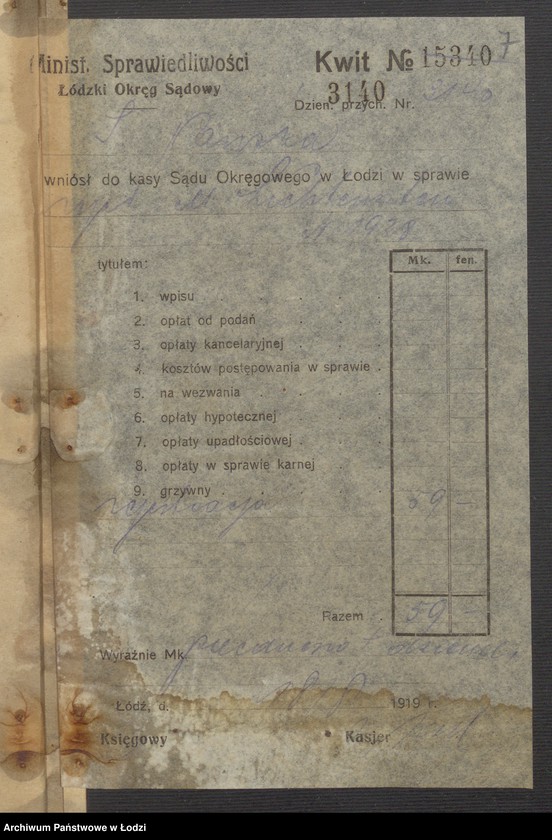 Minist. Sprawiedliwości
Łódzki Okręg Sądowy
Kwit № 15340
7
3140
Dzień. przych. Nr. 3140
wniósł do kasy Sądu Okręgowego w Łodzi w sprawie
tytułem:
Mk. fen.
1. wpisu
2. opłat od podań
3. opłaty kancelaryjnej
4. kosztów postępowania w sprawie
5. na wezwania
6. opłaty hypotecznej
7. opłaty upadłościowej
8. opłaty w sprawie karnej
9. grzywny
59 —
Razem 59 —
Wyraźnie Mk.
Łódź, d. 1919 r.
Księgowy Kasjer
Archiwum Państwowe w Łodzi